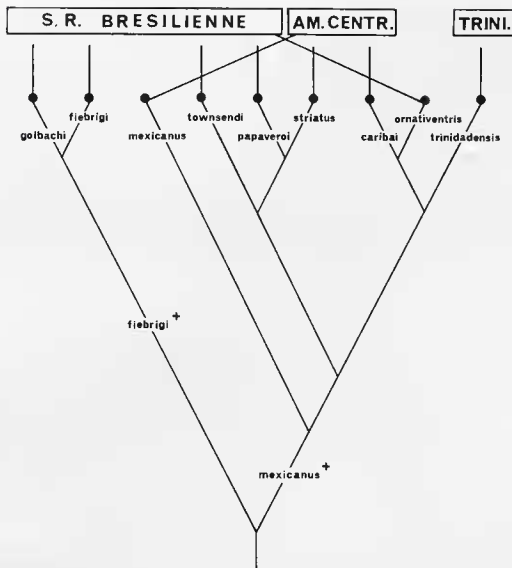 S. R. BRESILIENNE AM. CENTR. TRINI.
golbachi fiebrigi mexicanus townsendi papaveroi striatus caribai ornativentris trinidadensis
fiebrigi +
mexicanus +